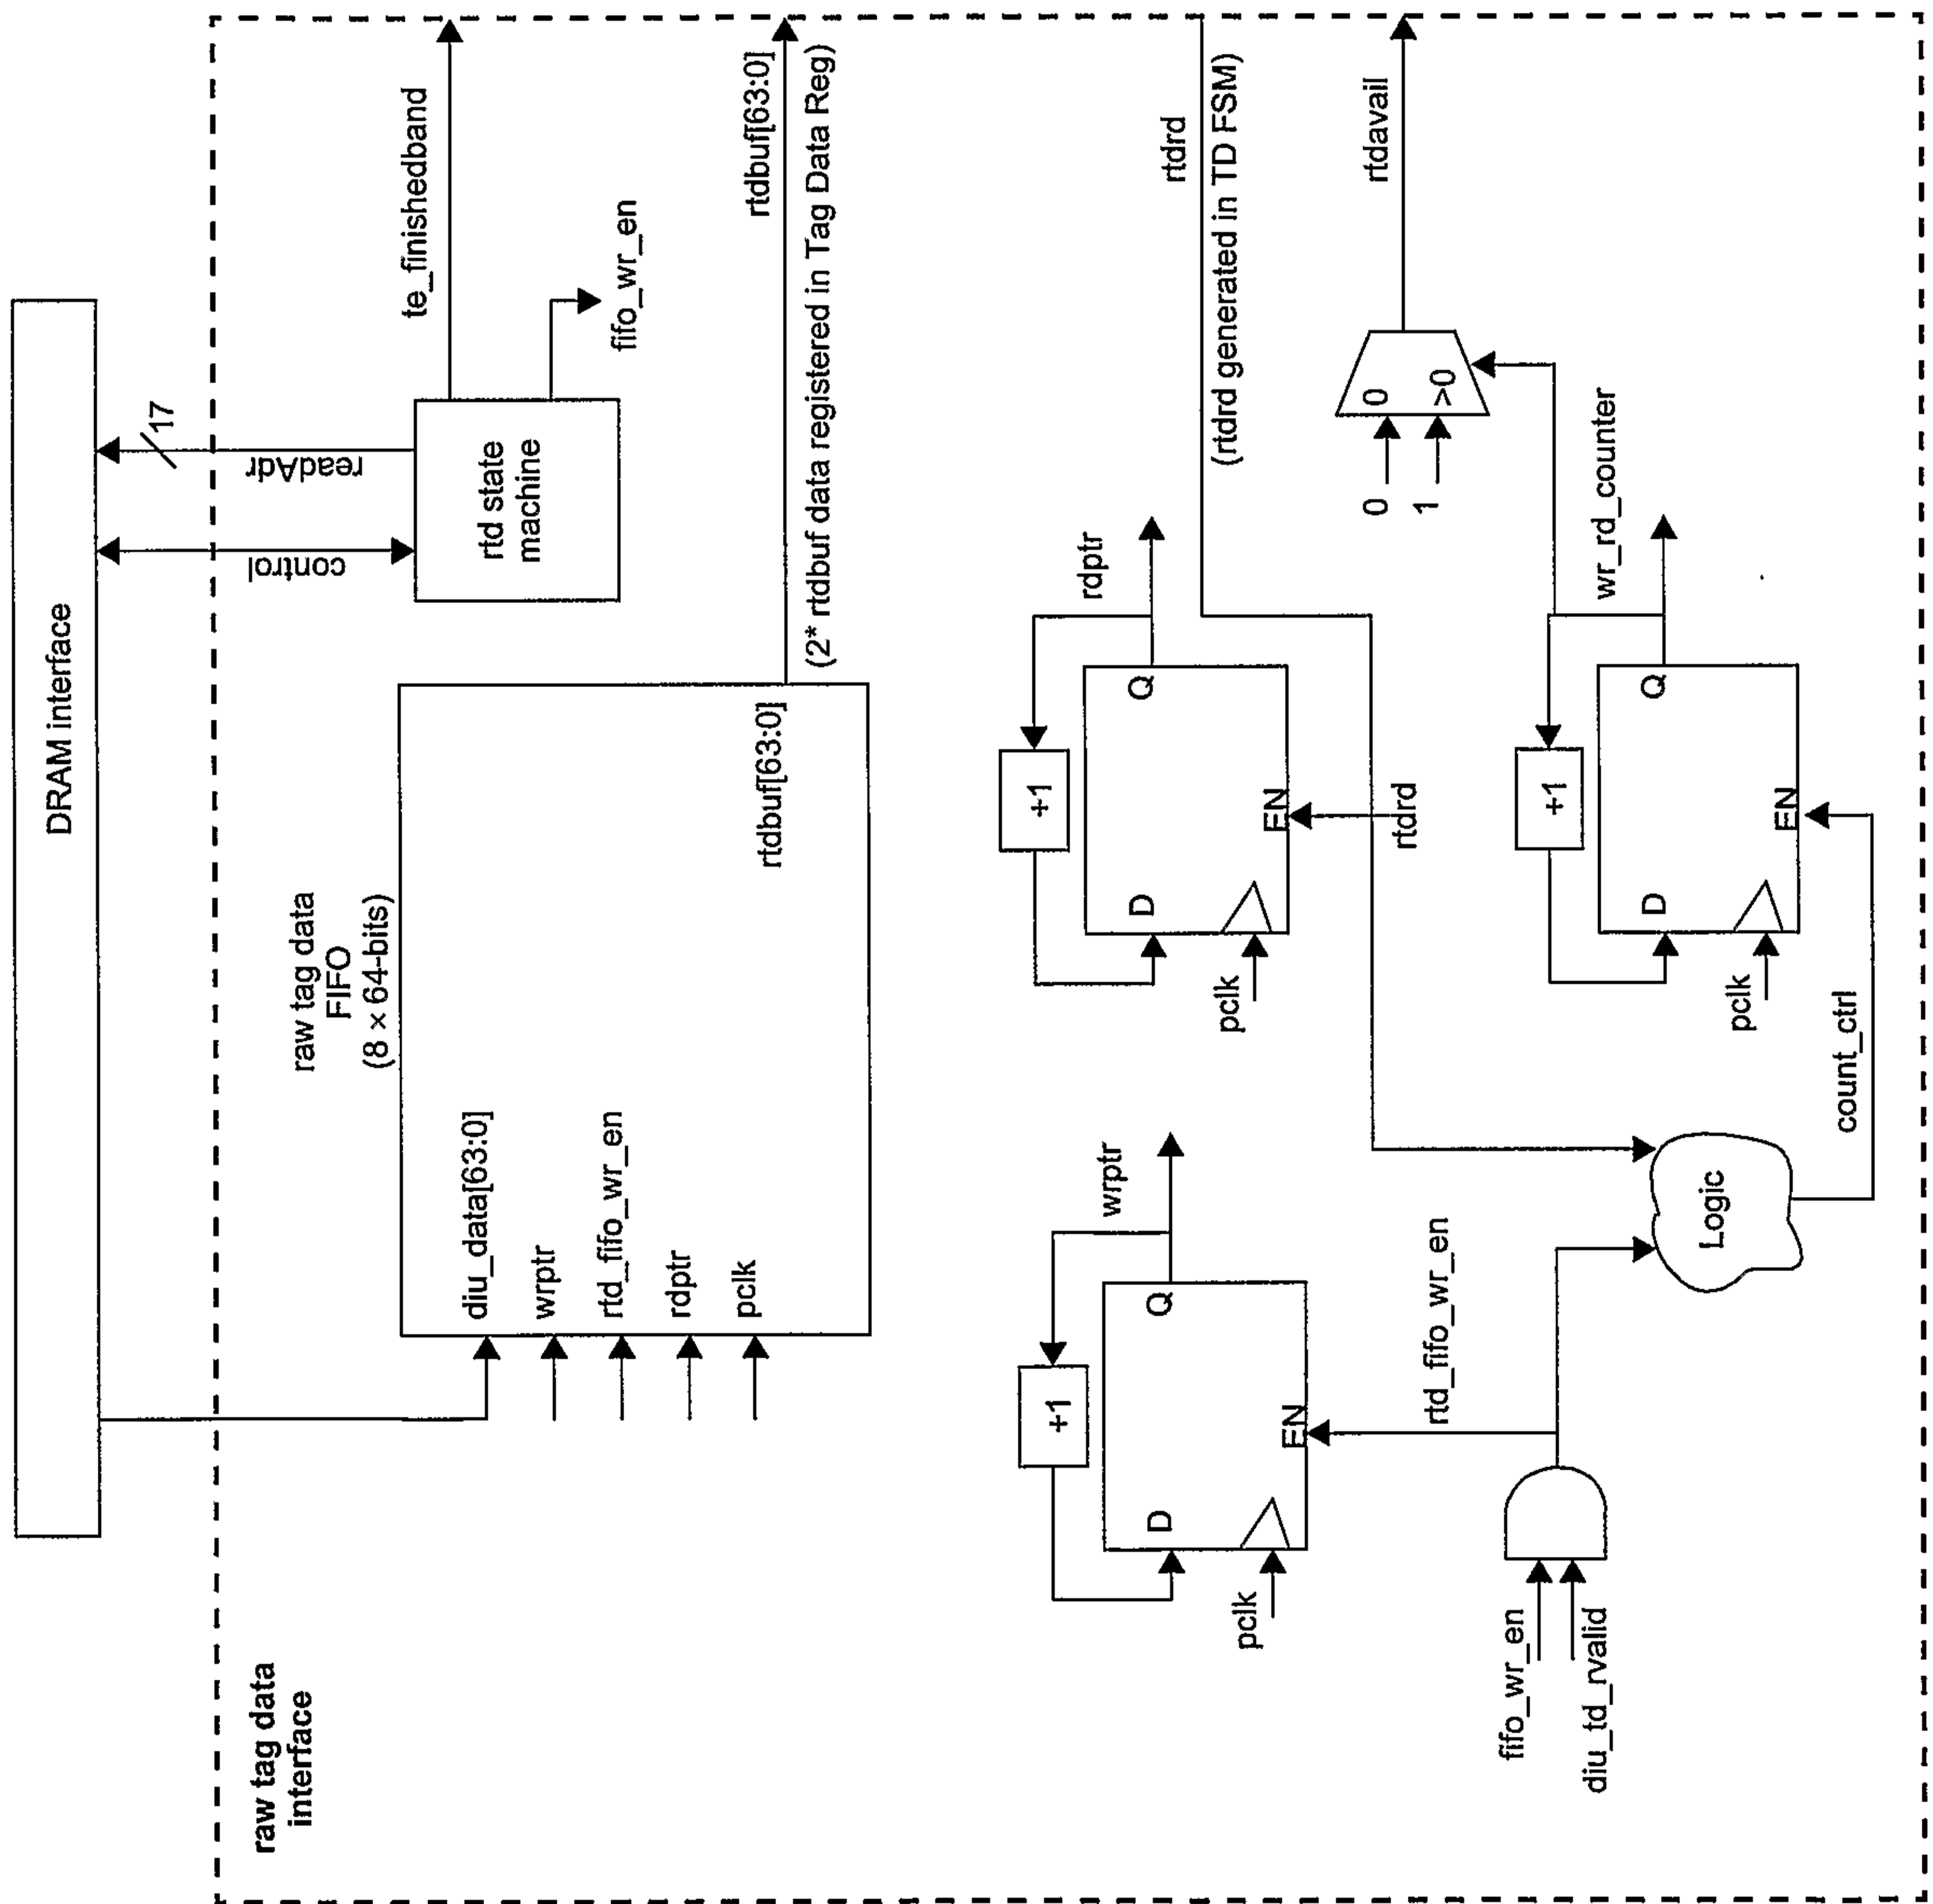 DRAM interface
raw tag data
interface
raw tag data
FIFO
(8 × 64-bits)
diu_data[63:0]
wrptr
rtd_fifo_wr_en
rdptr
pclk
rtdbuf[63:0]
control
readAdr
17
rtd state
machine
te_finishedband
fifo_wr_en
rtdbuf[63:0]
(2* rtdbuf data registered in Tag Data Reg)
+1
wrptr
D
Q
EN
pclk
+1
rdptr
D
Q
EN
pclk
rtdrd
rtdrd
(rtdrd generated in TD FSM)
fifo_wr_en
diu_td_rvalid
rtd_fifo_wr_en
Logic
count_ctrl
+1
wr_rd_counter
D
Q
EN
pclk
0
1
0
>0
rtdavail